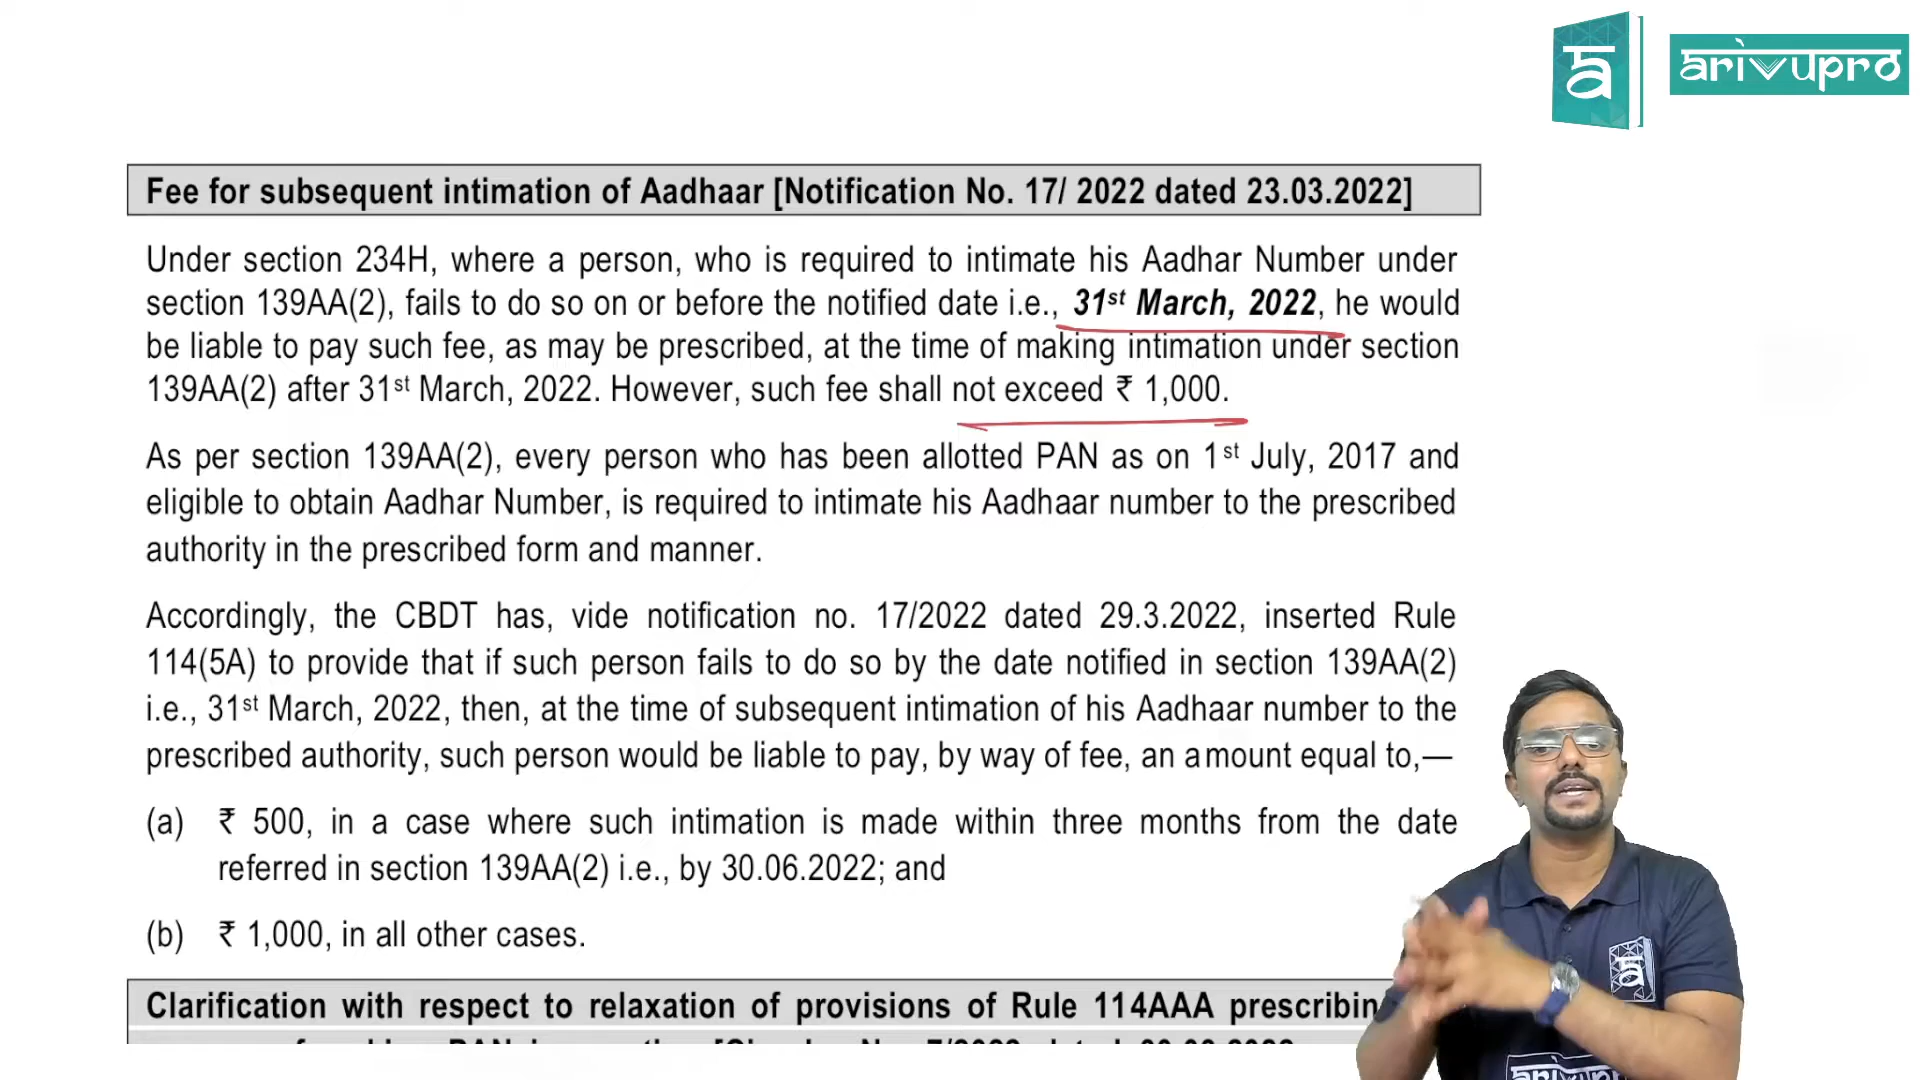 a
arivupro
Fee for subsequent intimation of Aadhaar [Notification No. 17/ 2022 dated 23.03.2022]
Under section 234H, where a person, who is required to intimate his Aadhar Number under
section 139AA(2), fails to do so on or before the notified date i.e., 31st March, 2022, he would
be liable to pay such fee, as may be prescribed, at the time of making intimation under section
139AA(2) after 31st March, 2022. However, such fee shall not exceed ₹ 1,000.
As per section 139AA(2), every person who has been allotted PAN as on 1st July, 2017 and
eligible to obtain Aadhar Number, is required to intimate his Aadhaar number to the prescribed
authority in the prescribed form and manner.
Accordingly, the CBDT has, vide notification no. 17/2022 dated 29.3.2022, inserted Rule
114(5A) to provide that if such person fails to do so by the date notified in section 139AA(2)
i.e., 31st March, 2022, then, at the time of subsequent intimation of his Aadhaar number to the
prescribed authority, such person would be liable to pay, by way of fee, an amount equal to,—
(a) ₹ 500, in a case where such intimation is made within three months from the date
referred in section 139AA(2) i.e., by 30.06.2022; and
(b) ₹ 1,000, in all other cases.
Clarification with respect to relaxation of provisions of Rule 114AAA
a
arivupro